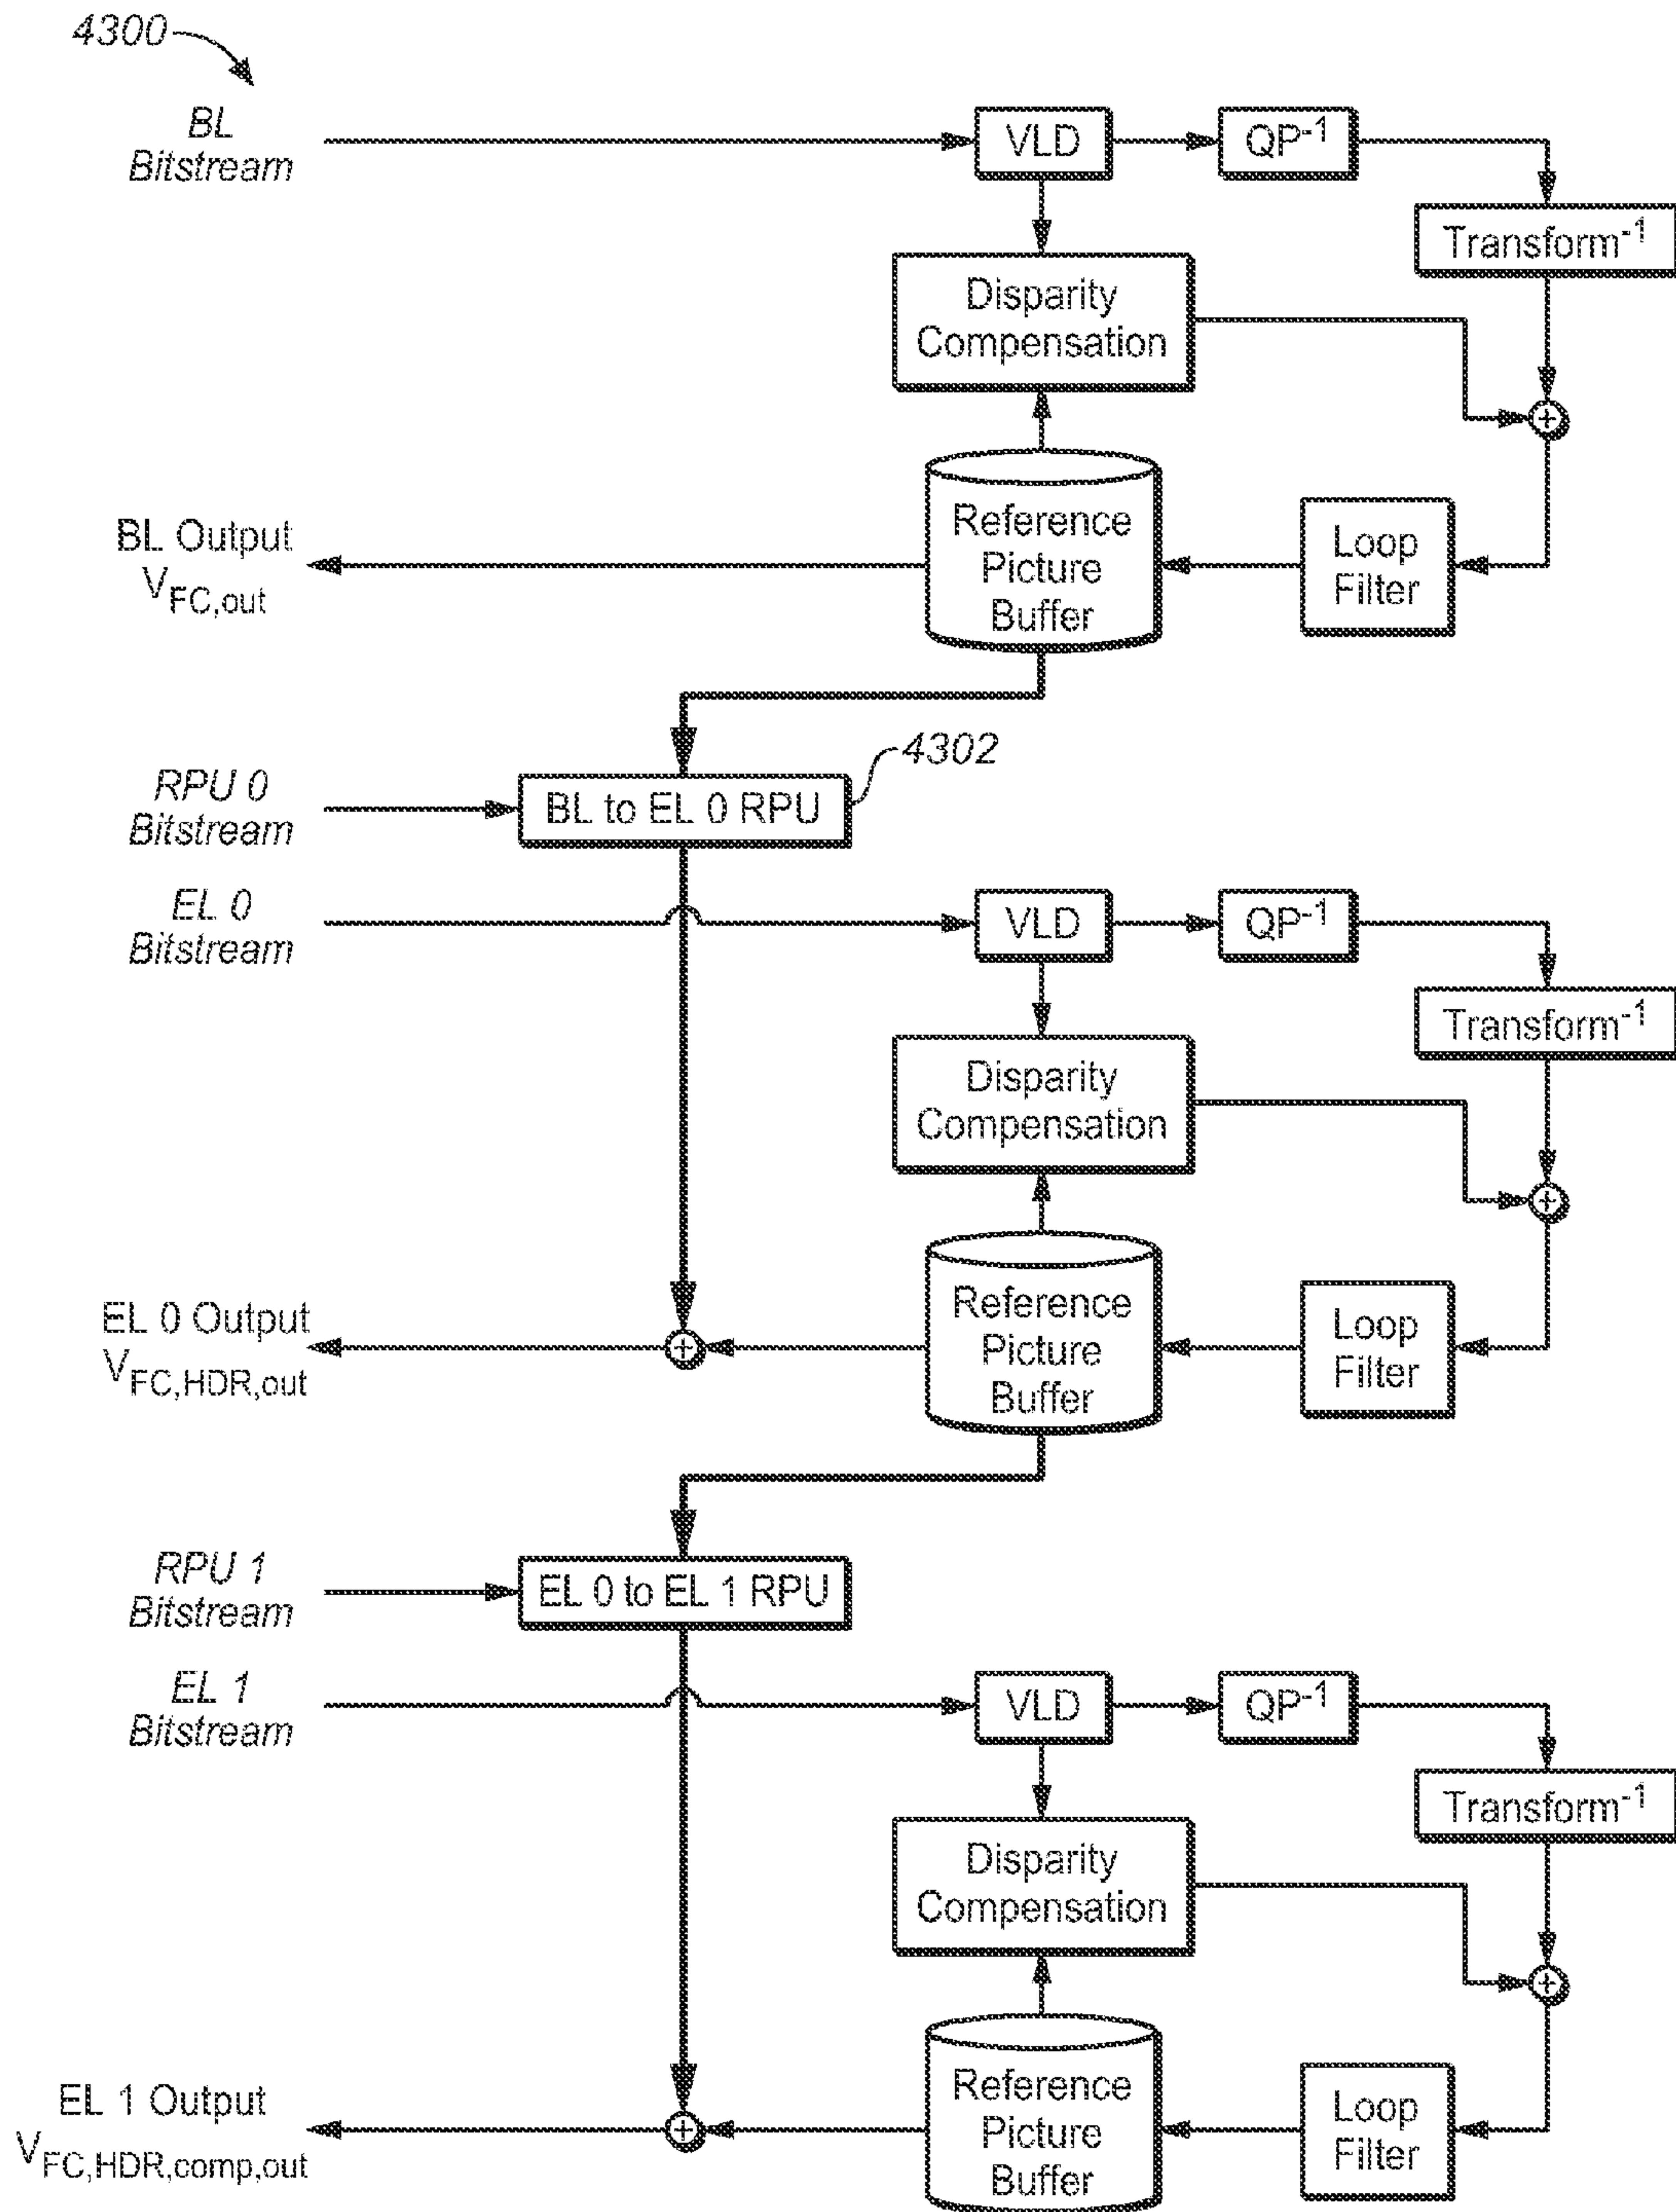 4300
BL
Bitstream
VLD
QP-1
Transform-1
Disparity
Compensation
Reference
Picture
Buffer
Loop
Filter
BL Output
VFC,out
4302
RPU 0
Bitstream
BL to EL 0 RPU
EL 0
Bitstream
VLD
QP-1
Transform-1
Disparity
Compensation
+
Reference
Picture
Buffer
Loop
Filter
EL 0 Output
VFC,HDR,out
+
RPU 1
Bitstream
EL 0 to EL 1 RPU
EL 1
Bitstream
VLD
QP-1
Transform-1
Disparity
Compensation
+
Reference
Picture
Buffer
Loop
Filter
EL 1 Output
VFC,HDR,comp,out
+